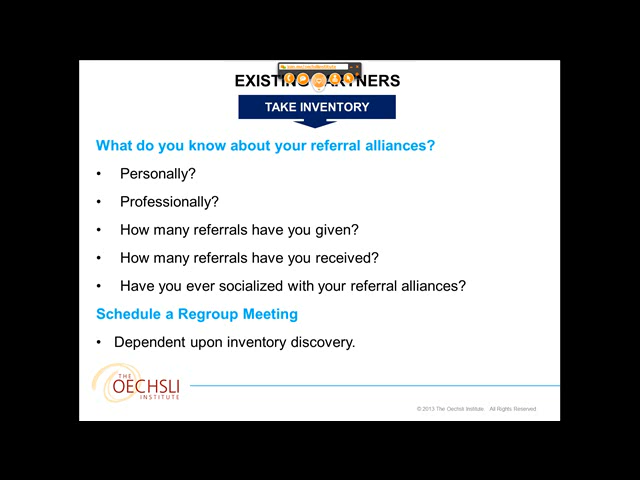 EXISTING PARTNERS
TAKE INVENTORY
What do you know about your referral alliances?
• Personally?
• Professionally?
• How many referrals have you given?
• How many referrals have you received?
• Have you ever socialized with your referral alliances?
Schedule a Regroup Meeting
• Dependent upon inventory discovery.
THE
OECHSLI
INSTITUTE
© 2013 The Oechsli Institute All Rights Reserved